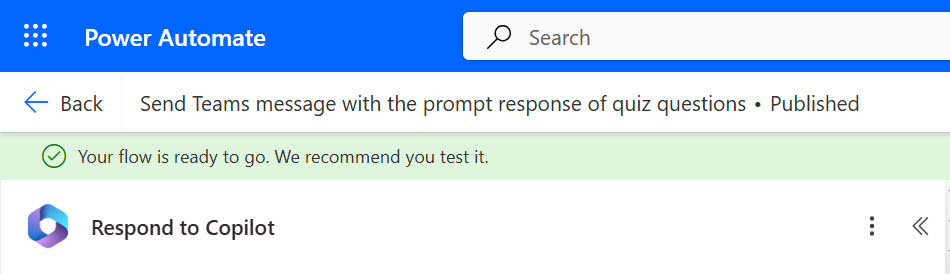 Power Automate
Search
Back
Send Teams message with the prompt response of quiz questions • Published
Your flow is ready to go. We recommend you test it.
Respond to Copilot